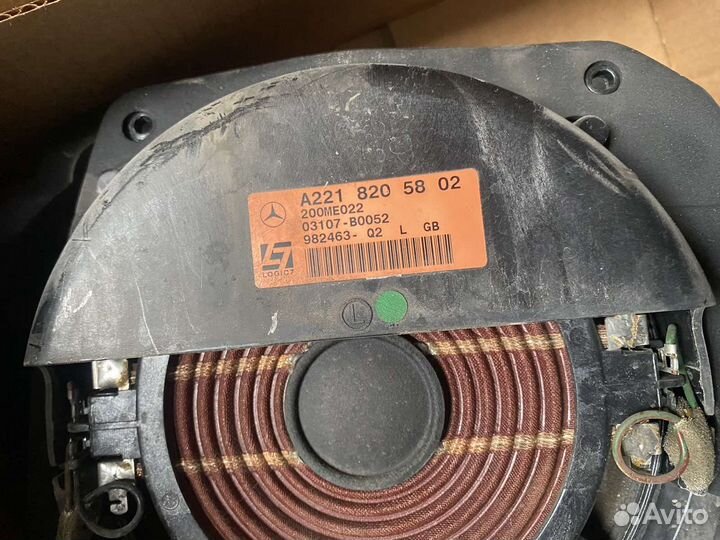 A221 820 58 02
200ME022
03107-B0052
982463- Q2 L GB
LOGIC7
L
Avito